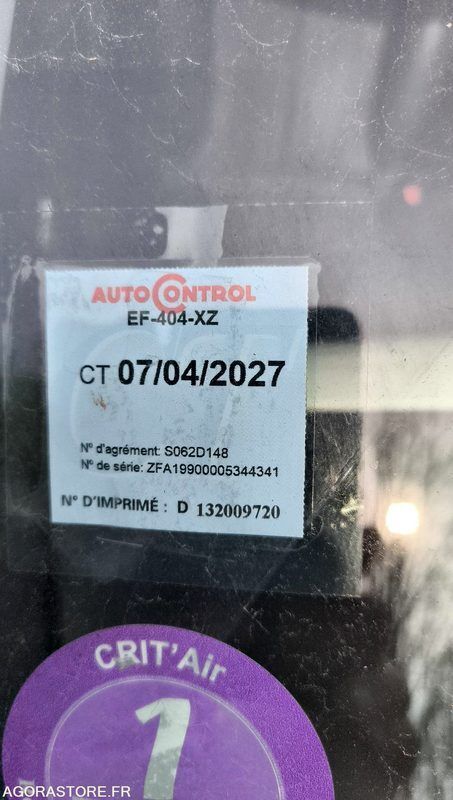 AUTOCONTROL
EF-404-XZ
CT 07/04/2027
N° d'agrément: S062D148
N° de série: ZFA19900005344341
N° D'IMPRIMÉ : D 132009720
CRIT'Air
1
AGORASTORE.FR